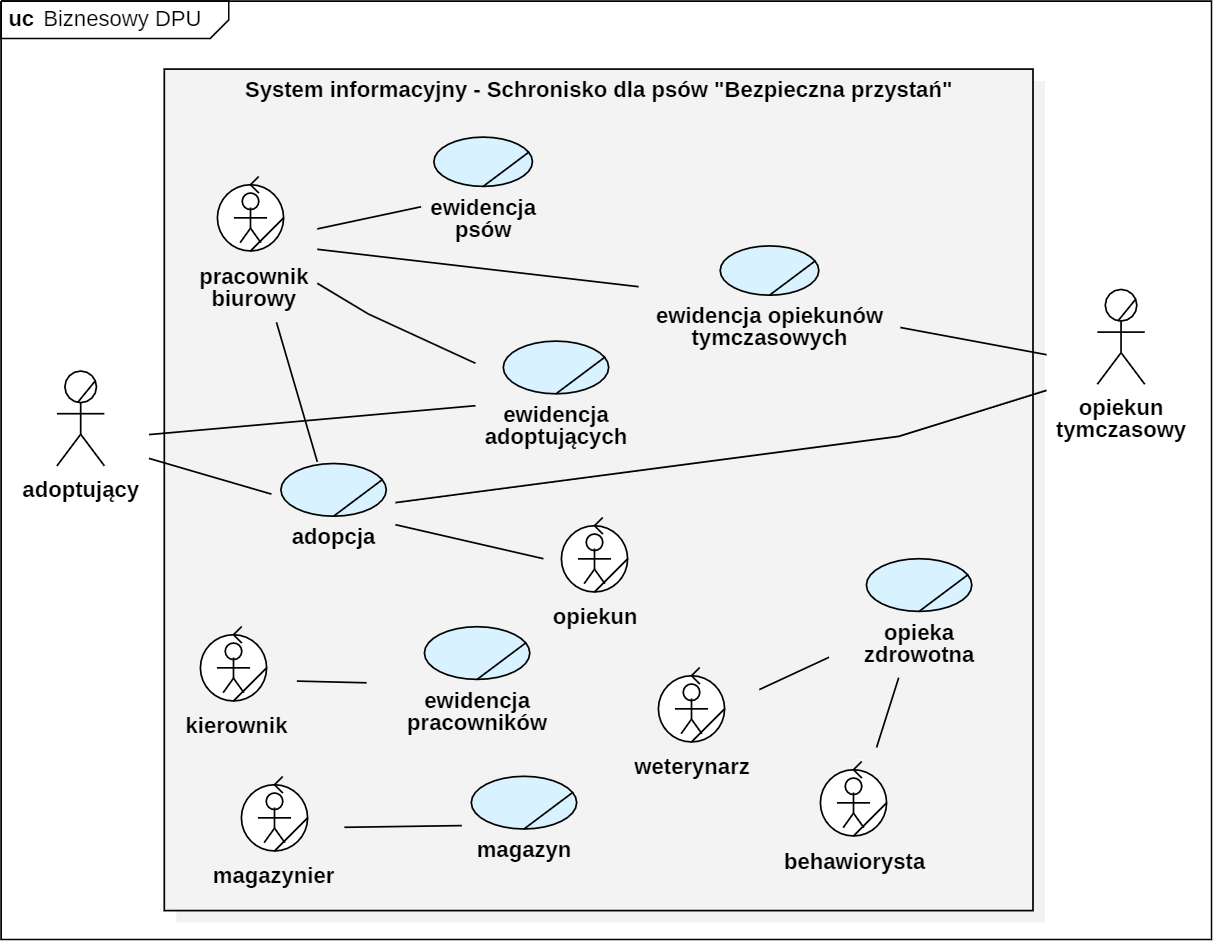 uc Biznesowy DPU
System informacyjny - Schronisko dla psów "Bezpieczna przystań"
ewidencja
psów
pracownik
biurowy
ewidencja opiekunów
tymczasowych
opiekun
tymczasowy
ewidencja
adoptujących
adoptujący
adopcja
opiekun
opieka
zdrowotna
kierownik
ewidencja
pracowników
weterynarz
magazynier
magazyn
behawiorysta